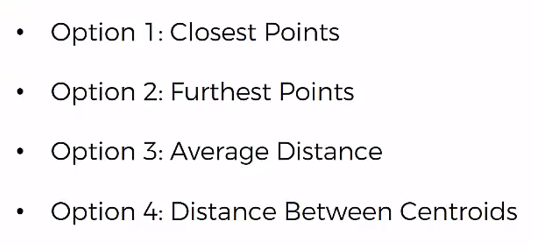 • Option 1: Closest Points
• Option 2: Furthest Points
• Option 3: Average Distance
• Option 4: Distance Between Centroids